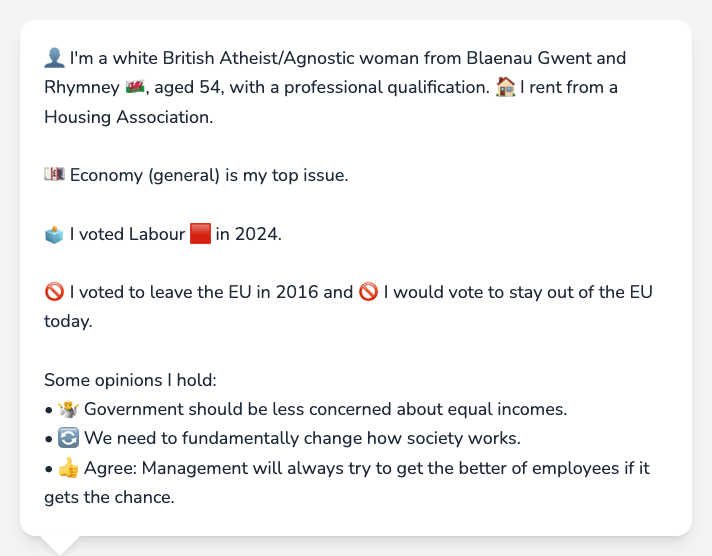 👤 I'm a white British Atheist/Agnostic woman from Blaenau Gwent and
Rhymney 🏴󠁧󠁢󠁷󠁬󠁳󠁿, aged 54, with a professional qualification. 🏠 I rent from a
Housing Association.
💷 Economy (general) is my top issue.
🗳️ I voted Labour 🟥 in 2024.
🚫 I voted to leave the EU in 2016 and 🚫 I would vote to stay out of the EU
today.
Some opinions I hold:
• 🤷 Government should be less concerned about equal incomes.
• 🔄 We need to fundamentally change how society works.
• 👍 Agree: Management will always try to get the better of employees if it
gets the chance.